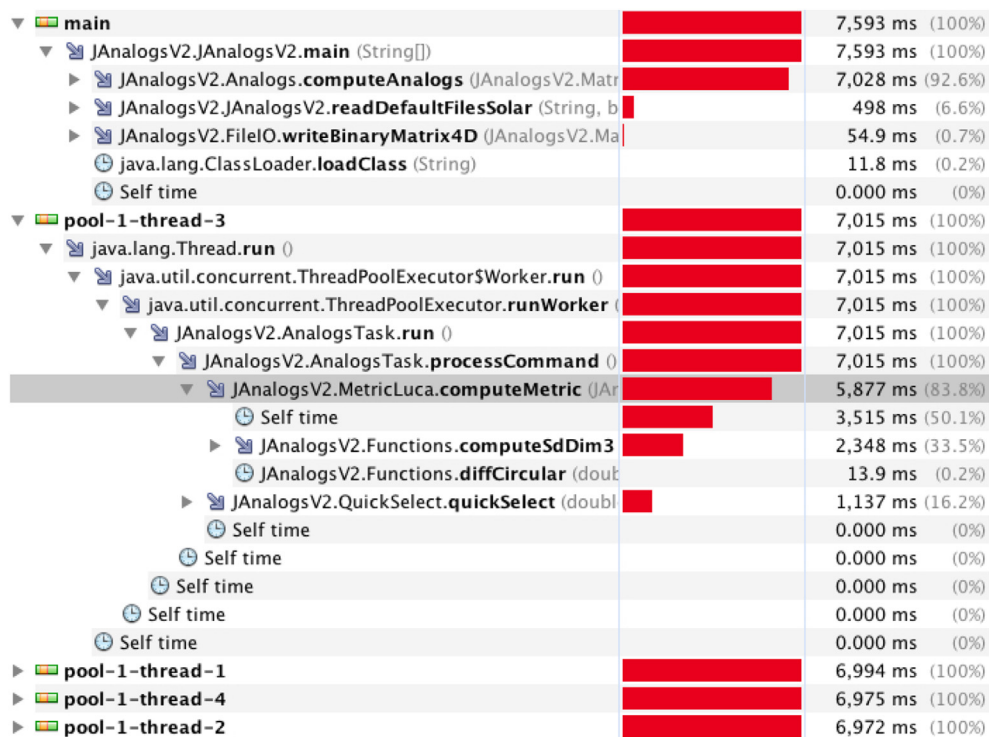 main 7,593 ms (100%)
JAnalogsV2.JAnalogsV2.main (String[]) 7,593 ms (100%)
JAnalogsV2.Analogs.computeAnalogs (JAnalogsV2.Matr 7,028 ms (92.6%)
JAnalogsV2.JAnalogsV2.readDefaultFilesSolar (String, b 498 ms (6.6%)
JAnalogsV2.FileIO.writeBinaryMatrix4D (JAnalogsV2.Ma 54.9 ms (0.7%)
java.lang.ClassLoader.loadClass (String) 11.8 ms (0.2%)
Self time 0.000 ms (0%)
pool-1-thread-3 7,015 ms (100%)
java.lang.Thread.run () 7,015 ms (100%)
java.util.concurrent.ThreadPoolExecutor$Worker.run () 7,015 ms (100%)
java.util.concurrent.ThreadPoolExecutor.runWorker ( 7,015 ms (100%)
JAnalogsV2.AnalogsTask.run () 7,015 ms (100%)
JAnalogsV2.AnalogsTask.processCommand () 7,015 ms (100%)
JAnalogsV2.MetricLuca.computeMetric (JAr 5,877 ms (83.8%)
Self time 3,515 ms (50.1%)
JAnalogsV2.Functions.computeSdDim3 2,348 ms (33.5%)
JAnalogsV2.Functions.diffCircular (doub 13.9 ms (0.2%)
JAnalogsV2.QuickSelect.quickSelect (doubl 1,137 ms (16.2%)
Self time 0.000 ms (0%)
Self time 0.000 ms (0%)
Self time 0.000 ms (0%)
Self time 0.000 ms (0%)
Self time 0.000 ms (0%)
pool-1-thread-1 6,994 ms (100%)
pool-1-thread-4 6,975 ms (100%)
pool-1-thread-2 6,972 ms (100%)